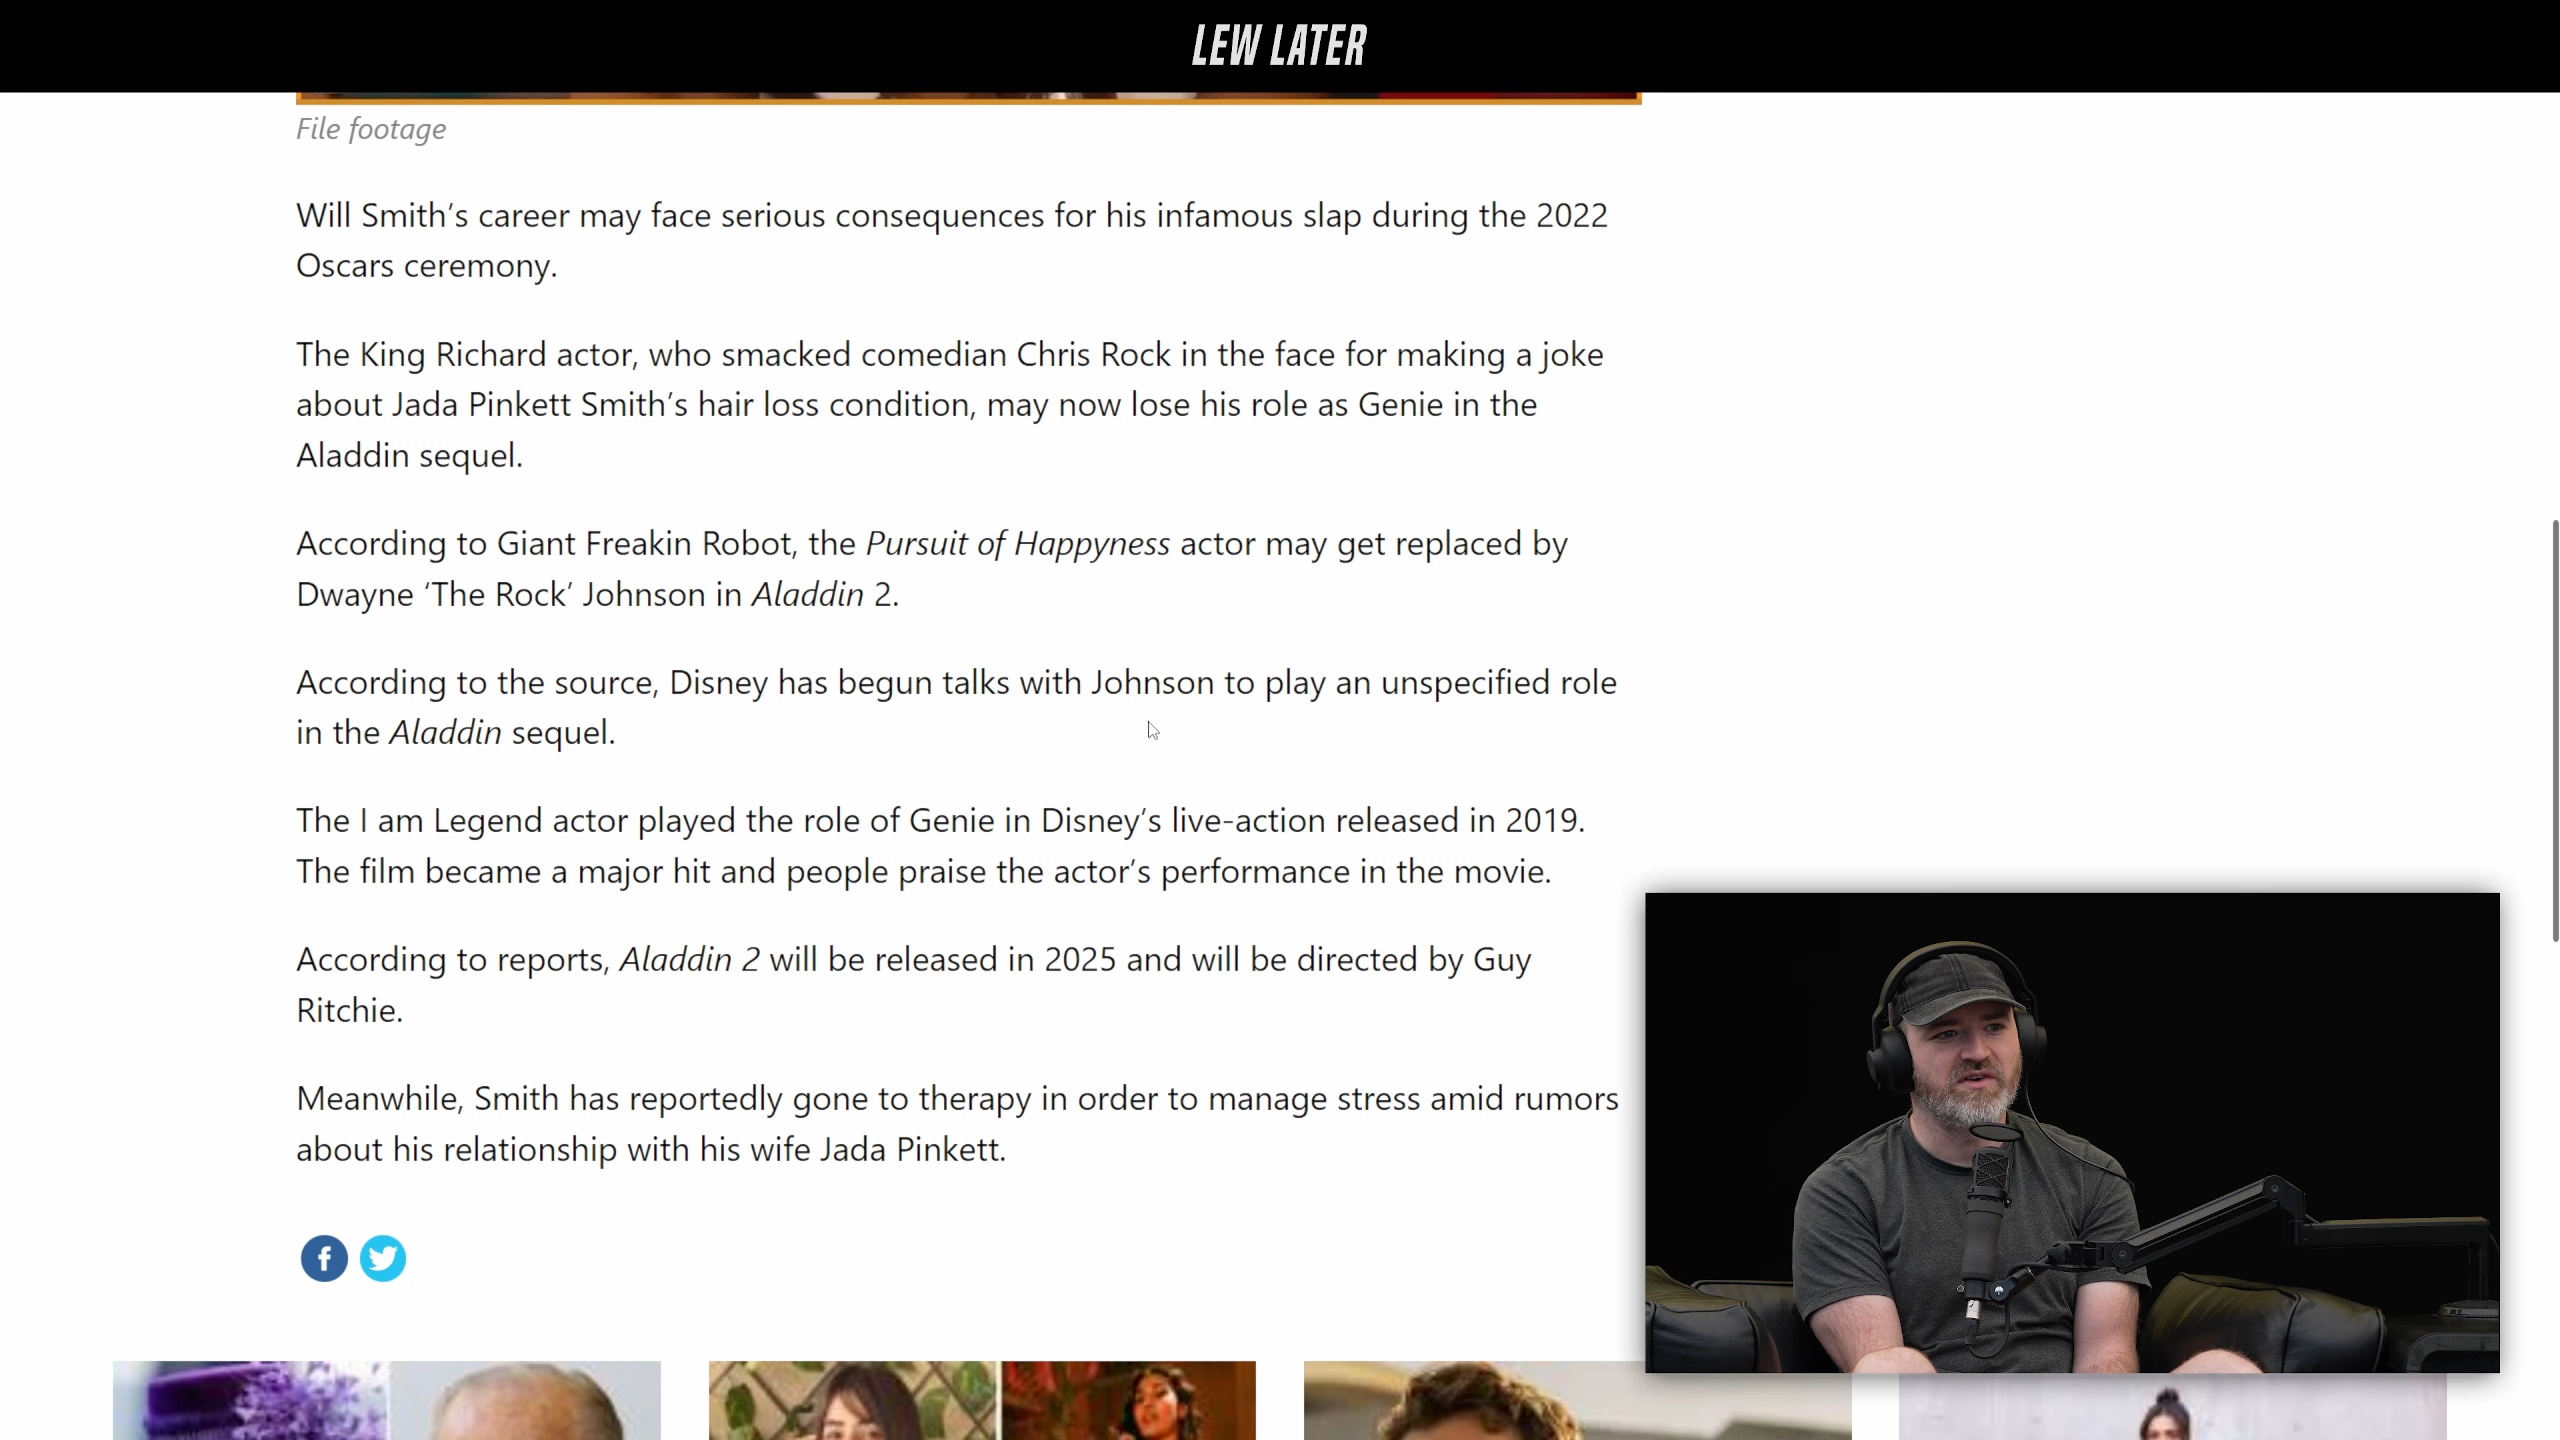 LEW LATER
File footage
Will Smith’s career may face serious consequences for his infamous slap during the 2022
Oscars ceremony.
The King Richard actor, who smacked comedian Chris Rock in the face for making a joke
about Jada Pinkett Smith’s hair loss condition, may now lose his role as Genie in the
Aladdin sequel.
According to Giant Freakin Robot, the Pursuit of Happyness actor may get replaced by
Dwayne ‘The Rock’ Johnson in Aladdin 2.
According to the source, Disney has begun talks with Johnson to play an unspecified role
in the Aladdin sequel.
The I am Legend actor played the role of Genie in Disney’s live-action released in 2019.
The film became a major hit and people praise the actor’s performance in the movie.
According to reports, Aladdin 2 will be released in 2025 and will be directed by Guy
Ritchie.
Meanwhile, Smith has reportedly gone to therapy in order to manage stress amid rumors
about his relationship with his wife Jada Pinkett.